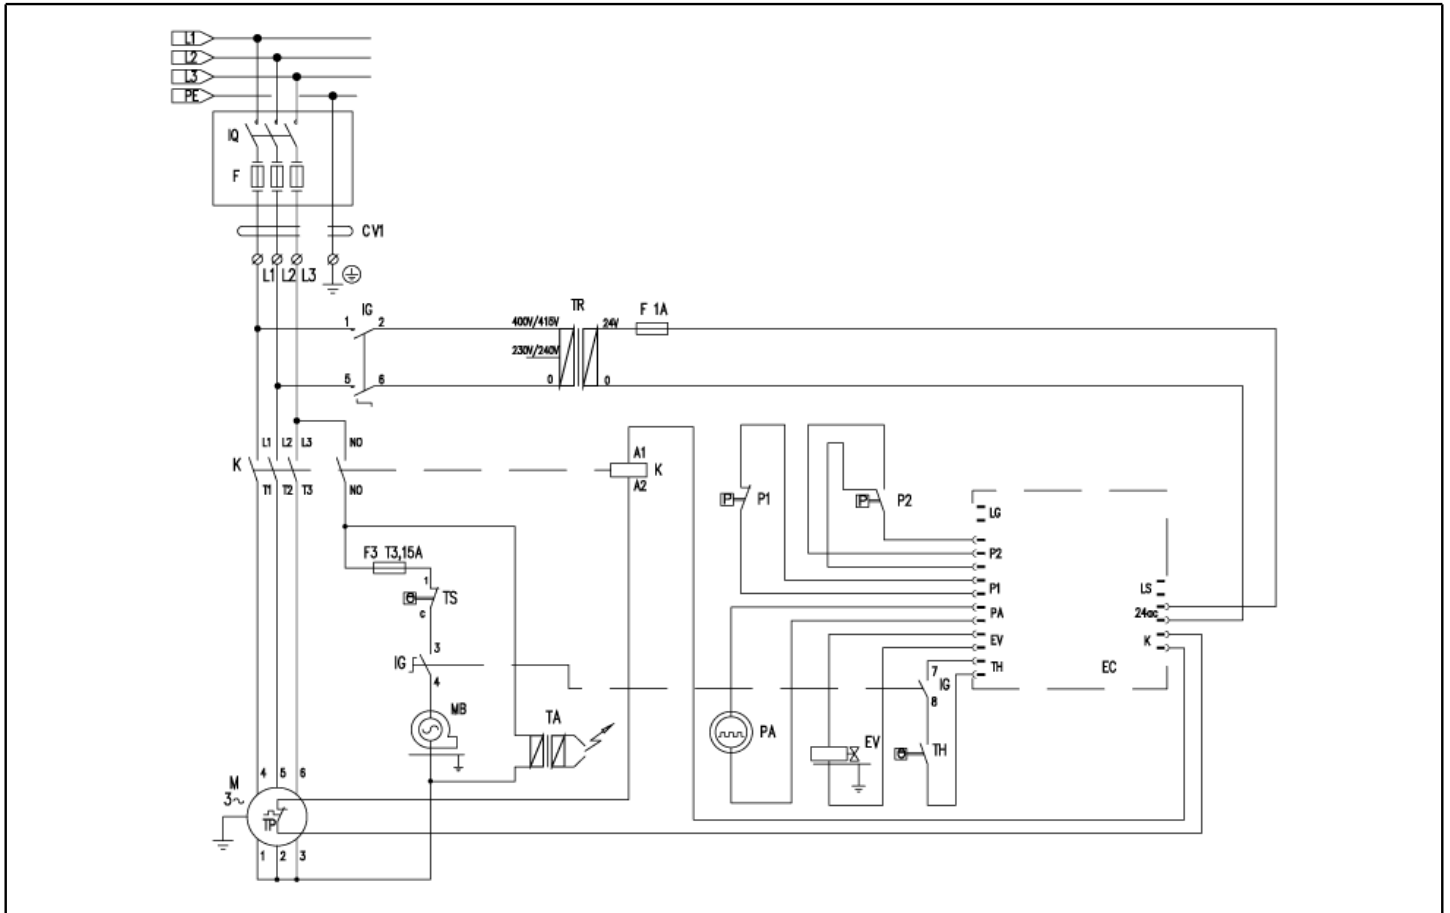 L1
L2
L3
PE
IQ
F
CV1
L1 L2 L3
IG
1 2
5 6
TR
400V/415V
230V/240V
0
24V
0
F 1A
L1 L2 L3 NO
K
T1 T2 T3 NO
A1
K
A2
F3 T3,15A
1
TS
C
3
IG
4
MB
TA
P P1
P P2
LG
P2
P1
PA
EV
TH
LS
24ac
K
EC
7
IG
8
PA
EV
TH
M
3~
4 5 6
TP
1 2 3